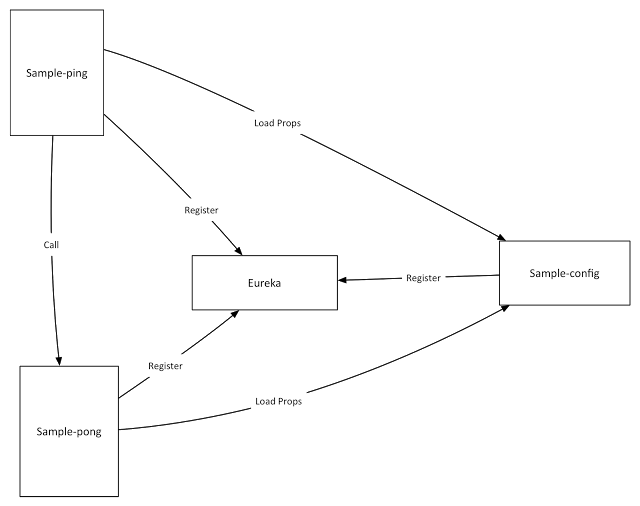 Sample-ping
Load Props
Register
Call
Eureka
Register
Sample-config
Register
Load Props
Sample-pong